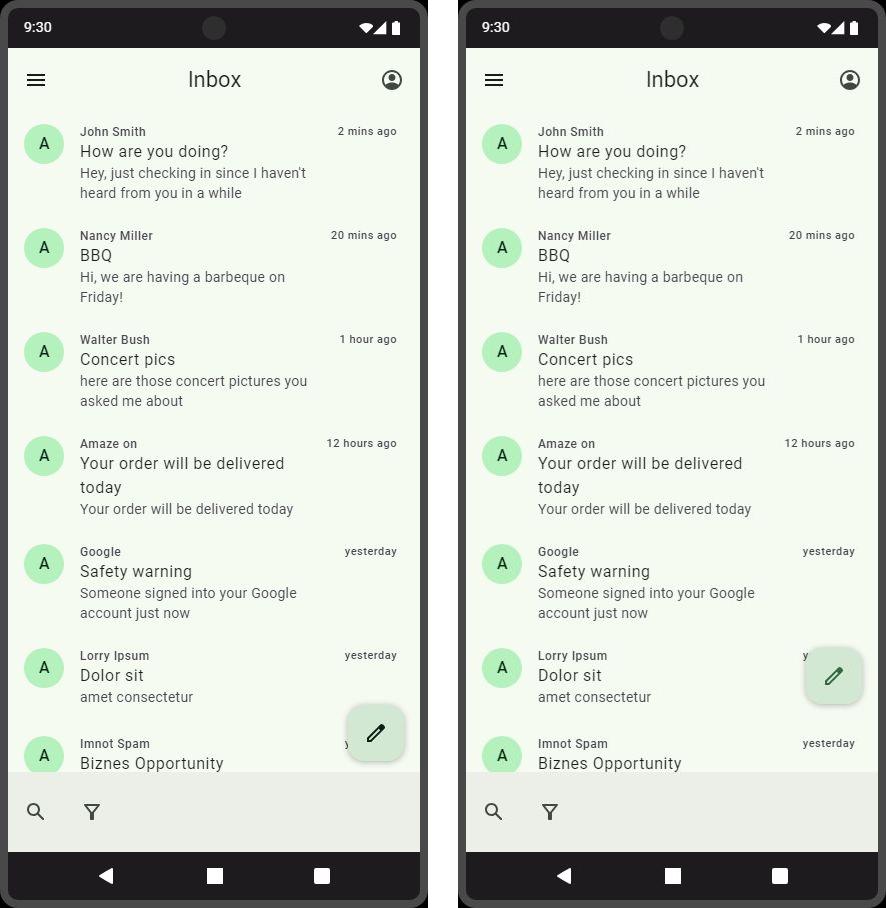 9:30
Inbox
A
John Smith
2 mins ago
How are you doing?
Hey, just checking in since I haven't
heard from you in a while
A
Nancy Miller
20 mins ago
BBQ
Hi, we are having a barbeque on
Friday!
A
Walter Bush
1 hour ago
Concert pics
here are those concert pictures you
asked me about
A
Amaze on
12 hours ago
Your order will be delivered
today
Your order will be delivered today
A
Google
yesterday
Safety warning
Someone signed into your Google
account just now
A
Lorry Ipsum
yesterday
Dolor sit
amet consectetur
A
Imnot Spam
Biznes Opportunity
9:30
Inbox
A
John Smith
2 mins ago
How are you doing?
Hey, just checking in since I haven't
heard from you in a while
A
Nancy Miller
20 mins ago
BBQ
Hi, we are having a barbeque on
Friday!
A
Walter Bush
1 hour ago
Concert pics
here are those concert pictures you
asked me about
A
Amaze on
12 hours ago
Your order will be delivered
today
Your order will be delivered today
A
Google
yesterday
Safety warning
Someone signed into your Google
account just now
A
Lorry Ipsum
Dolor sit
amet consectetur
A
Imnot Spam
yesterday
Biznes Opportunity